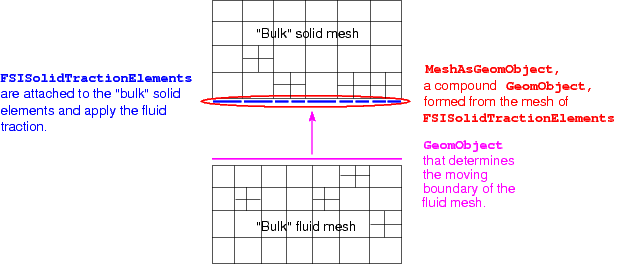 "Bulk" solid mesh
FSISolidTractionElements
are attached to the "bulk" solid
elements and apply the fluid
traction.
MeshAsGeomObject,
a compound GeomObject,
formed from the mesh of
FSISolidTractionElements
GeomObject
that determines
the moving
boundary of the
fluid mesh.
"Bulk" fluid mesh